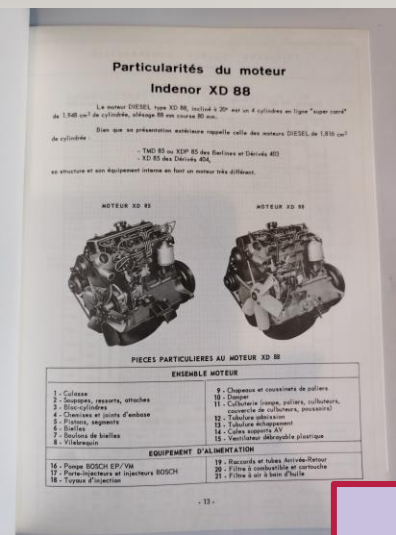 Particularités du moteur
Indenor XD 88
Le moteur DIESEL type XD 88, incliné à 20° est un 4 cylindres en ligne "super carré"
de 1,948 cm³ de cylindrée, alésage 88 mm course 80 mm.
Bien que sa présentation extérieure rappelle celle des moteurs DIESEL de 1,816 cm³
de cylindrée :
- TMD 85 ou XDP 85 des Berlines et Dérivés 403
- XD 85 des Dérivés 404,
sa structure et son équipement interne en font un moteur très différent.
MOTEUR XD 85
MOTEUR XD 88
PIECES PARTICULIERES AU MOTEUR XD 88
ENSEMBLE MOTEUR
1 - Culasse
2 - Soupapes, ressorts, attaches
3 - Bloc-cylindres
4 - Chemises et joints d'embase
5 - Pistons, segments
6 - Bielles
7 - Boulons de bielles
8 - Vilebrequin
9 - Chapeaux et coussinets de paliers
10 - Damper
11 - Culbuterie (rampe, paliers, culbuteurs,
couvercle de culbuteurs, poussoirs)
12 - Tubulure admission
13 - Tubulure échappement
14 - Cales supports AV
15 - Ventilateur débrayable plastique
EQUIPEMENT D'ALIMENTATION
16 - Pompe BOSCH EP/VM
17 - Porte-injecteurs et injecteurs BOSCH
18 - Tuyaux d'injection
19 - Raccords et tubes Arrivée-Retour
20 - Filtre à combustible et cartouche
21 - Filtre à air à bain d'huile
- 13 -